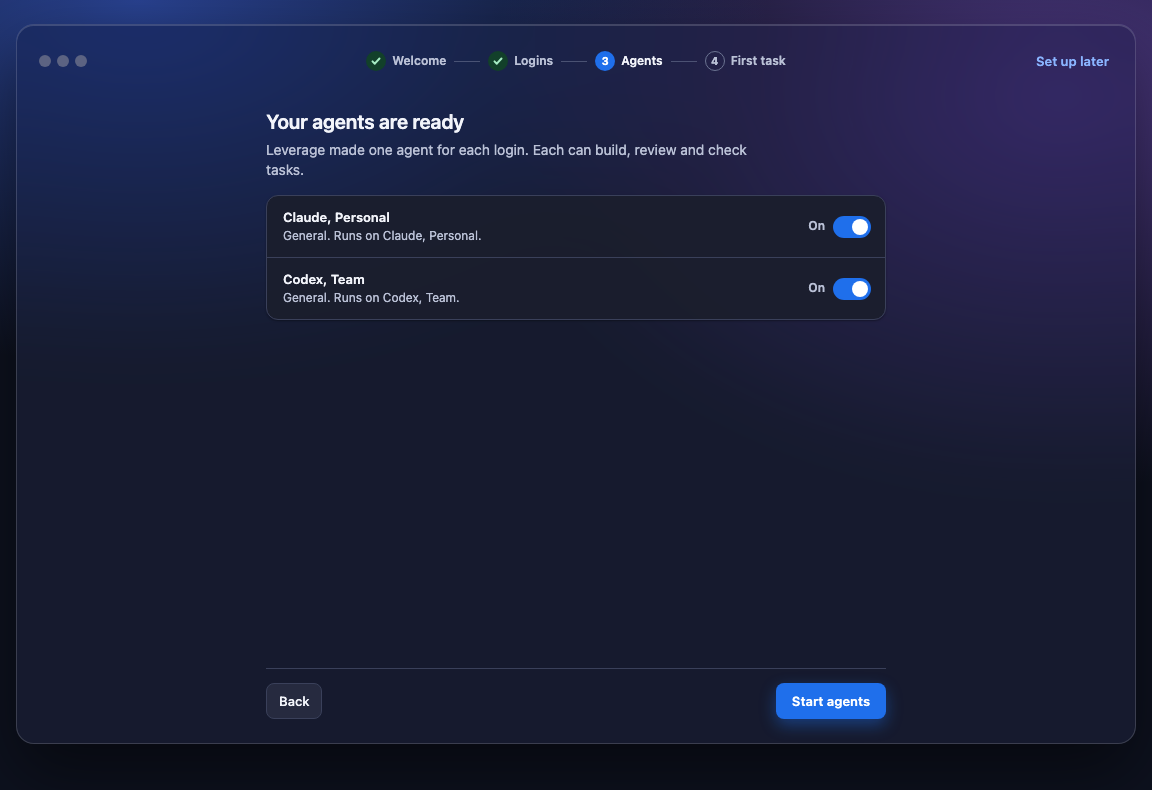 Welcome
Logins
3 Agents
4 First task
Set up later
Your agents are ready
Leverage made one agent for each login. Each can build, review and check
tasks.
Claude, Personal
General. Runs on Claude, Personal.
On
Codex, Team
General. Runs on Codex, Team.
On
Back
Start agents